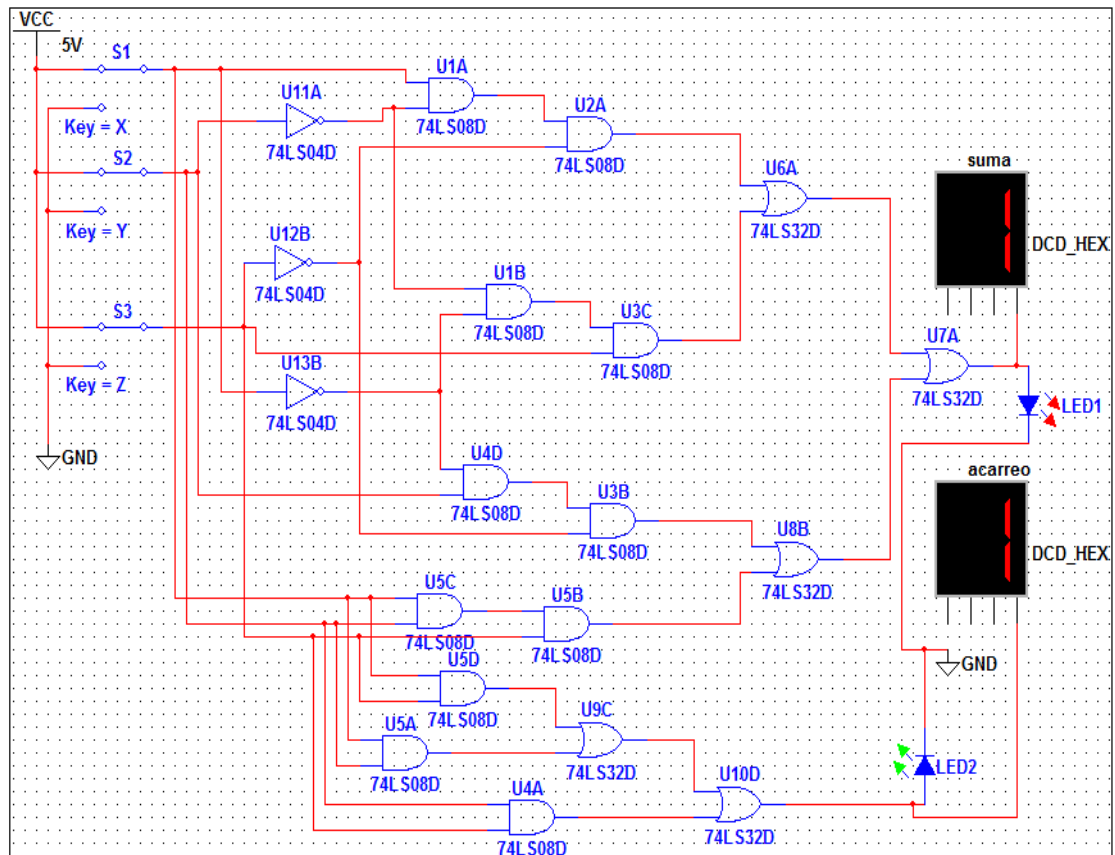 VCC
5V
S1
Key = X
S2
Key = Y
S3
Key = Z
GND
U11A
74LS04D
U1A
74LS08D
U2A
74LS08D
U6A
74LS32D
suma
DCD_HEX
U12B
74LS04D
U1B
74LS08D
U3C
74LS08D
U13B
74LS04D
U7A
74LS32D
LED1
U4D
74LS08D
U3B
74LS08D
U8B
74LS32D
acarreo
DCD_HEX
U5C
74LS08D
U5B
74LS08D
U5D
74LS08D
GND
U5A
74LS08D
U9C
74LS32D
U10D
74LS32D
LED2
U4A
74LS08D